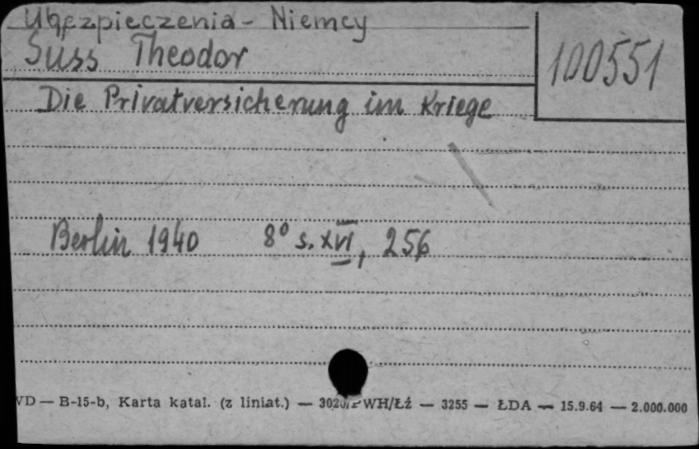 Ubezpieczenia - Niemcy
Suss Theodor
100551
Die Privatversicherung im Kriege
Berlin 1940 8° s. XVI, 256
VD — B-15-b, Karta katal. (z liniat.) — WH/Łź — 3255 — ŁDA — 15.9.64 — 2.000.000